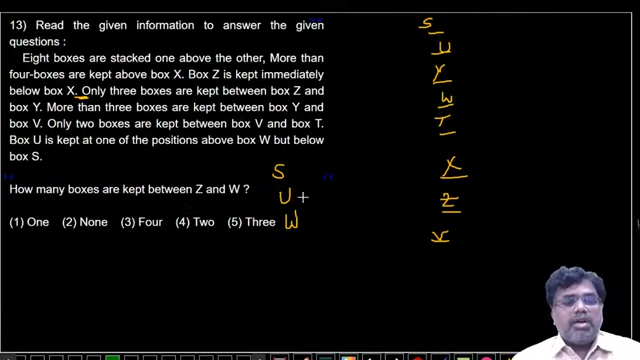 13) Read the given information to answer the given
questions :
Eight boxes are stacked one above the other, More than
four boxes are kept above box X. Box Z is kept immediately
below box X. Only three boxes are kept between box Z and
box Y. More than three boxes are kept between box Y and
box V. Only two boxes are kept between box V and box T.
Box U is kept at one of the positions above box W but below
box S.
How many boxes are kept between Z and W ?
(1) One (2) None (3) Four (4) Two (5) Three
S
U
W
S
U
Y
W
T
X
Z
V